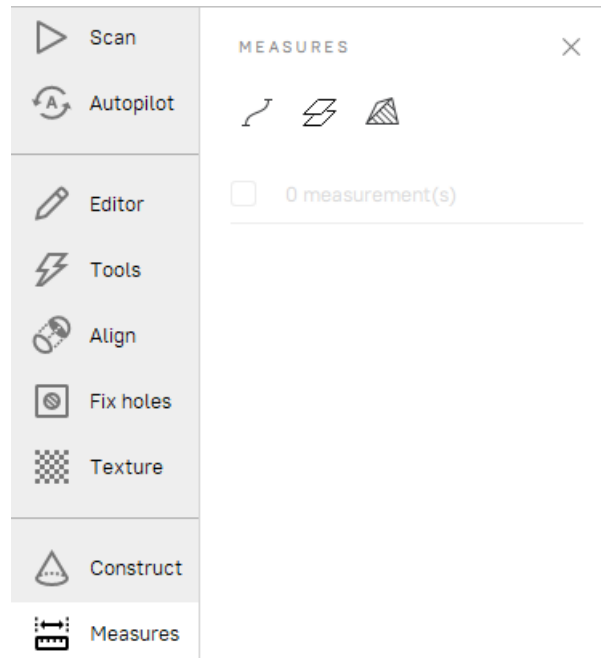 Scan
Autopilot
Editor
Tools
Align
Fix holes
Texture
Construct
Measures
MEASURES
0 measurement(s)